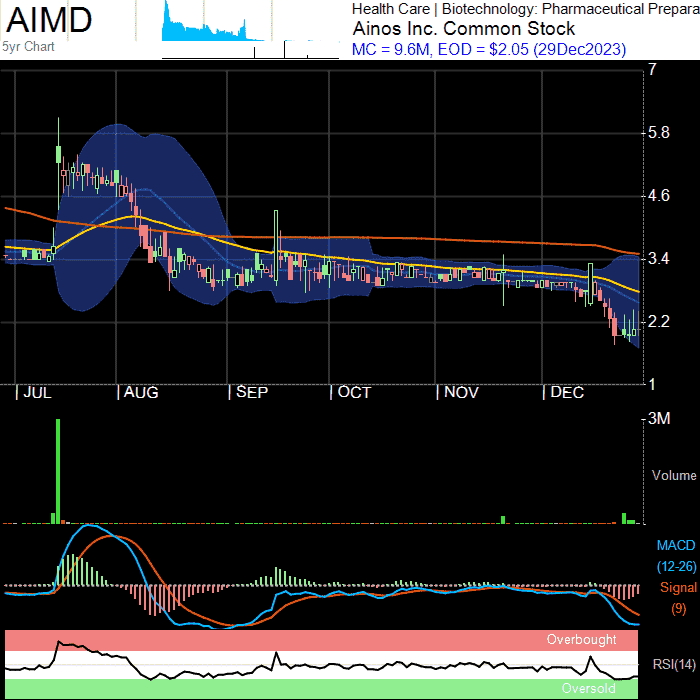 AIMD
5yr Chart
Health Care | Biotechnology: Pharmaceutical Prepara
Ainos Inc. Common Stock
MC = 9.6M, EOD = $2.05 (29Dec2023)
7
5.8
4.6
3.4
2.2
1
JUL AUG SEP OCT NOV DEC
3M
Volume
MACD
(12-26)
Signal
(9)
Overbought
RSI(14)
Oversold